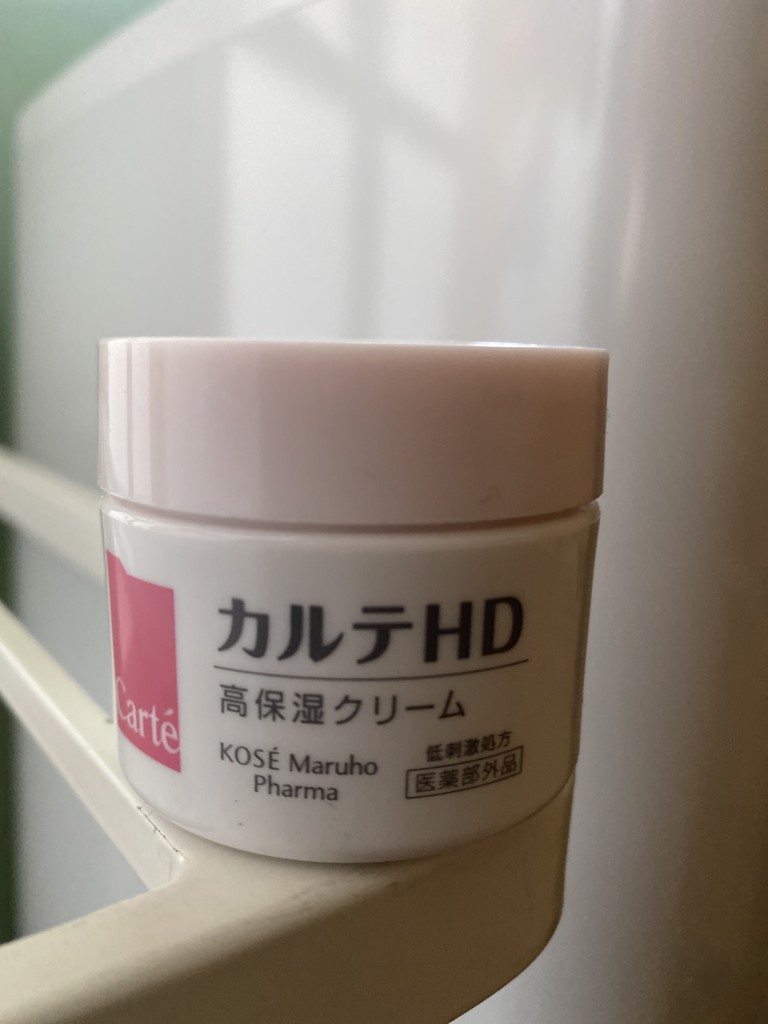 カルテHD
高保湿クリーム
KOSÉ Maruho
Pharma
低刺激処方
医薬部外品
Carté